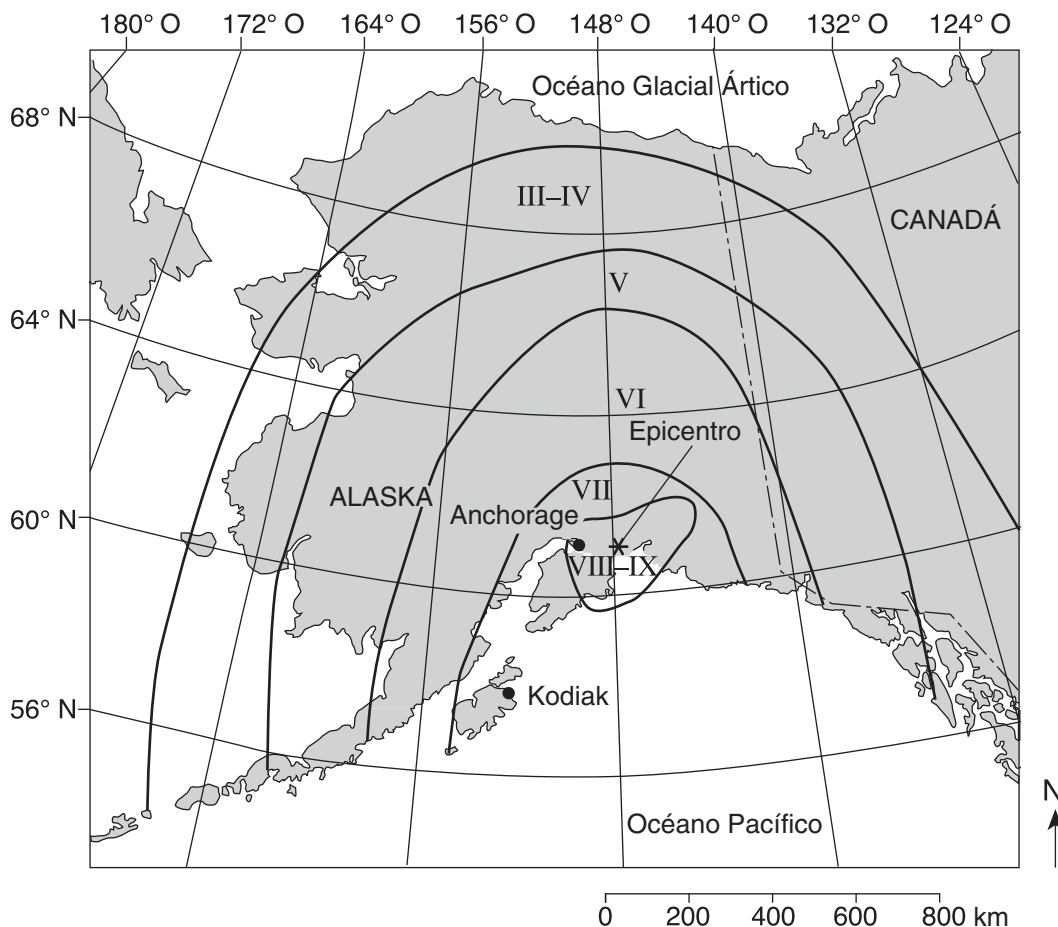 180° O 172° O 164° O 156° O 148° O 140° O 132° O 124° O
Océano Glacial Ártico
68° N
III–IV
CANADÁ
V
64° N
VI
Epicentro
VII
ALASKA
Anchorage
60° N
VIII–IX
Kodiak
56° N
N
Océano Pacífico
0 200 400 600 800 km